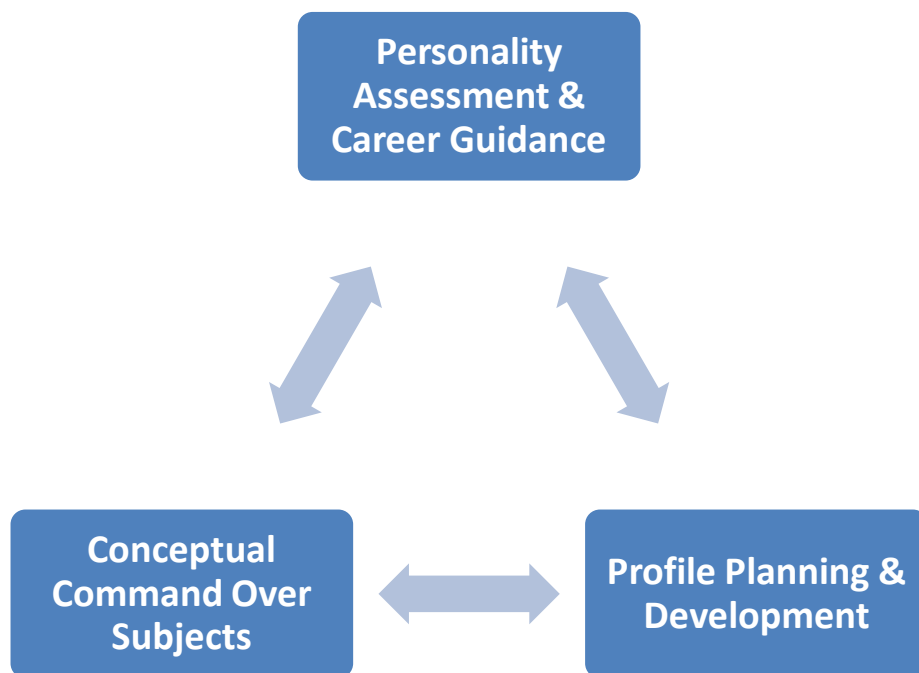 Personality
Assessment &
Career Guidance
Conceptual
Command Over
Subjects
Profile Planning &
Development